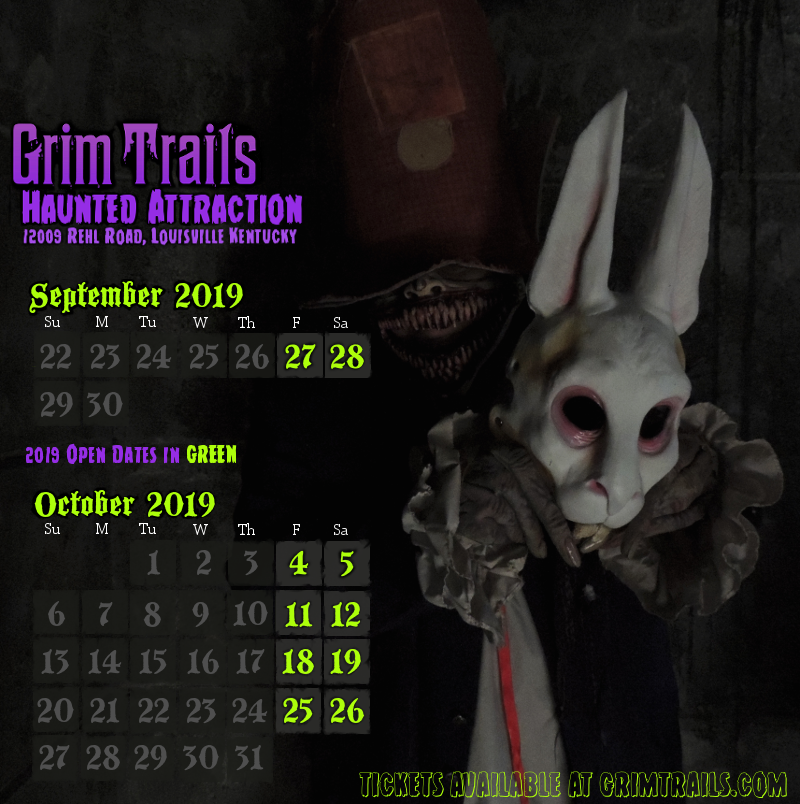 Grim Trails
Haunted Attraction
12009 Rehl Road, Louisville Kentucky
September 2019
Su M Tu W Th F Sa
22 23 24 25 26 27 28
29 30
2019 Open Dates in GREEN
October 2019
Su M Tu W Th F Sa
1 2 3 4 5
6 7 8 9 10 11 12
13 14 15 16 17 18 19
20 21 22 23 24 25 26
27 28 29 30 31
TICKETS AVAILABLE AT GRIMTRAILS.COM